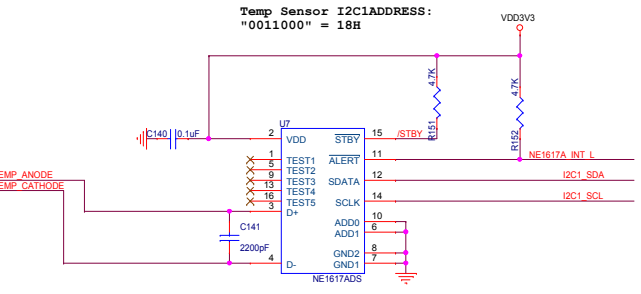 Temp Sensor I2C1ADDRESS:
"0011000" = 18H
VDD3V3
4.7K
4.7K
R151
R152
C140
0.1uF
U7
2
VDD
STBY
15
/STBY
1
TEST1
5
TEST2
9
TEST3
13
TEST4
16
TEST5
3
D+
ALERT
11
NE1617A_INT_L
SDATA
12
I2C1_SDA
SCLK
14
I2C1_SCL
ADD0
10
ADD1
6
GND2
8
GND1
7
EMP_ANODE
EMP_CATHODE
C141
2200pF
4
D-
NE1617ADS